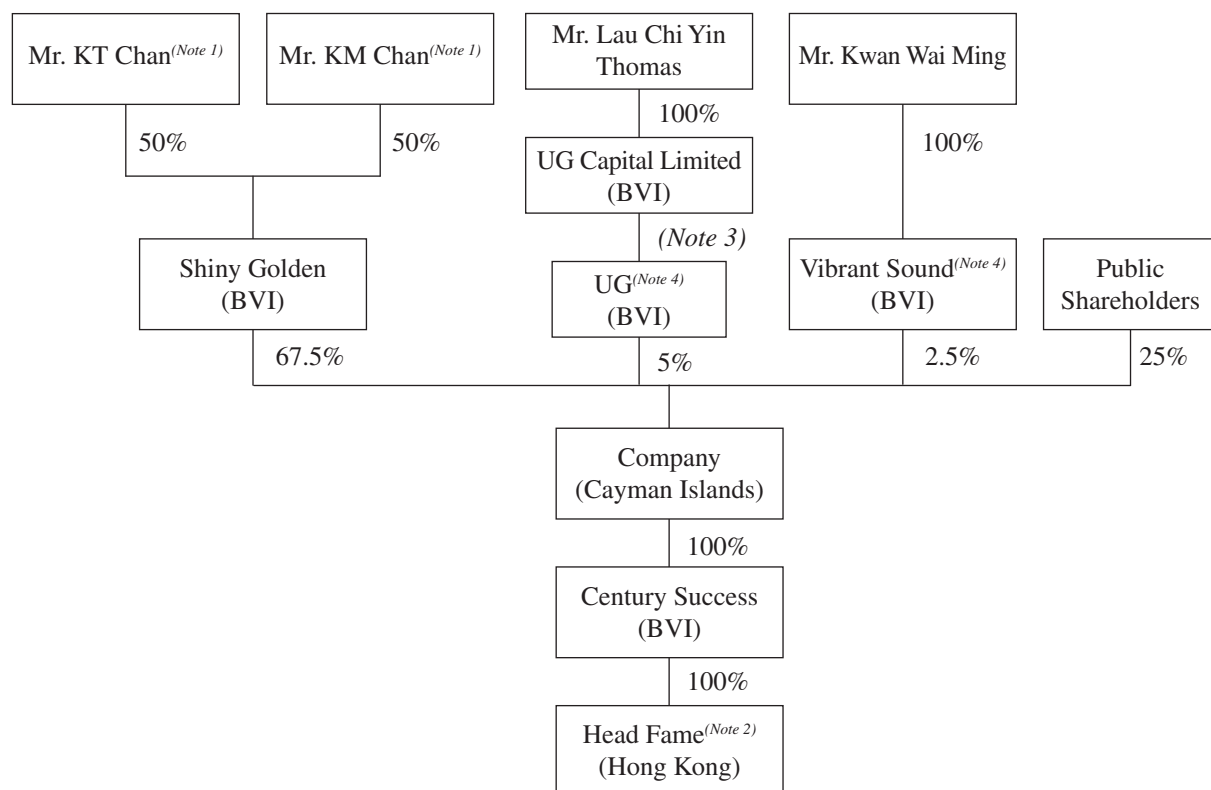 Mr. KT Chan(Note 1)
Mr. KM Chan(Note 1)
Mr. Lau Chi Yin
Thomas
Mr. Kwan Wai Ming
50%
50%
100%
100%
UG Capital Limited
(BVI)
(Note 3)
Shiny Golden
(BVI)
UG(Note 4)
(BVI)
Vibrant Sound(Note 4)
(BVI)
Public
Shareholders
67.5%
5%
2.5%
25%
Company
(Cayman Islands)
100%
Century Success
(BVI)
100%
Head Fame(Note 2)
(Hong Kong)